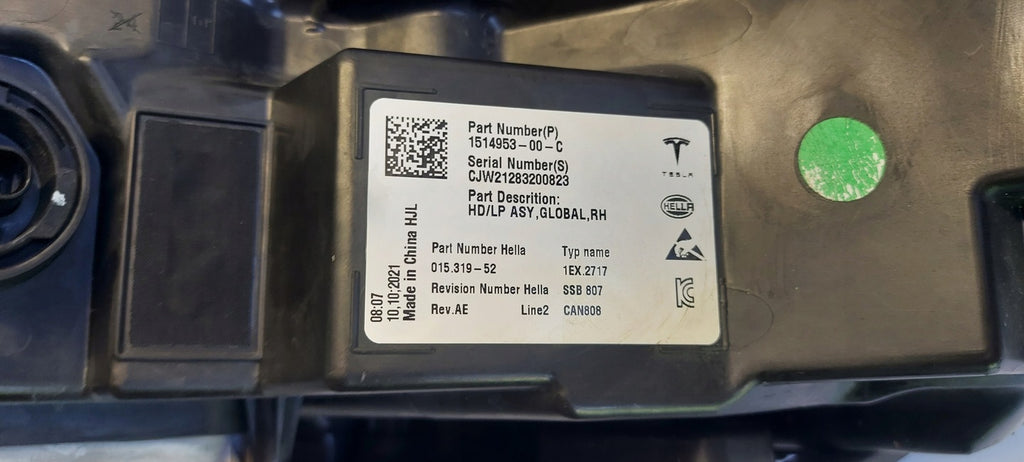 Part Number(P)
1514953-00-C
Serial Number(S)
CJW21283200823
Part Descrition:
HD/LP ASY,GLOBAL,RH
TESLA
HELLA
Part Number Hella Typ name
015.319-52 1EX.2717
Revision Number Hella SSB 607
Rev.AE Line2 CAN808
08:07
10,10;2021
Made in China HJL